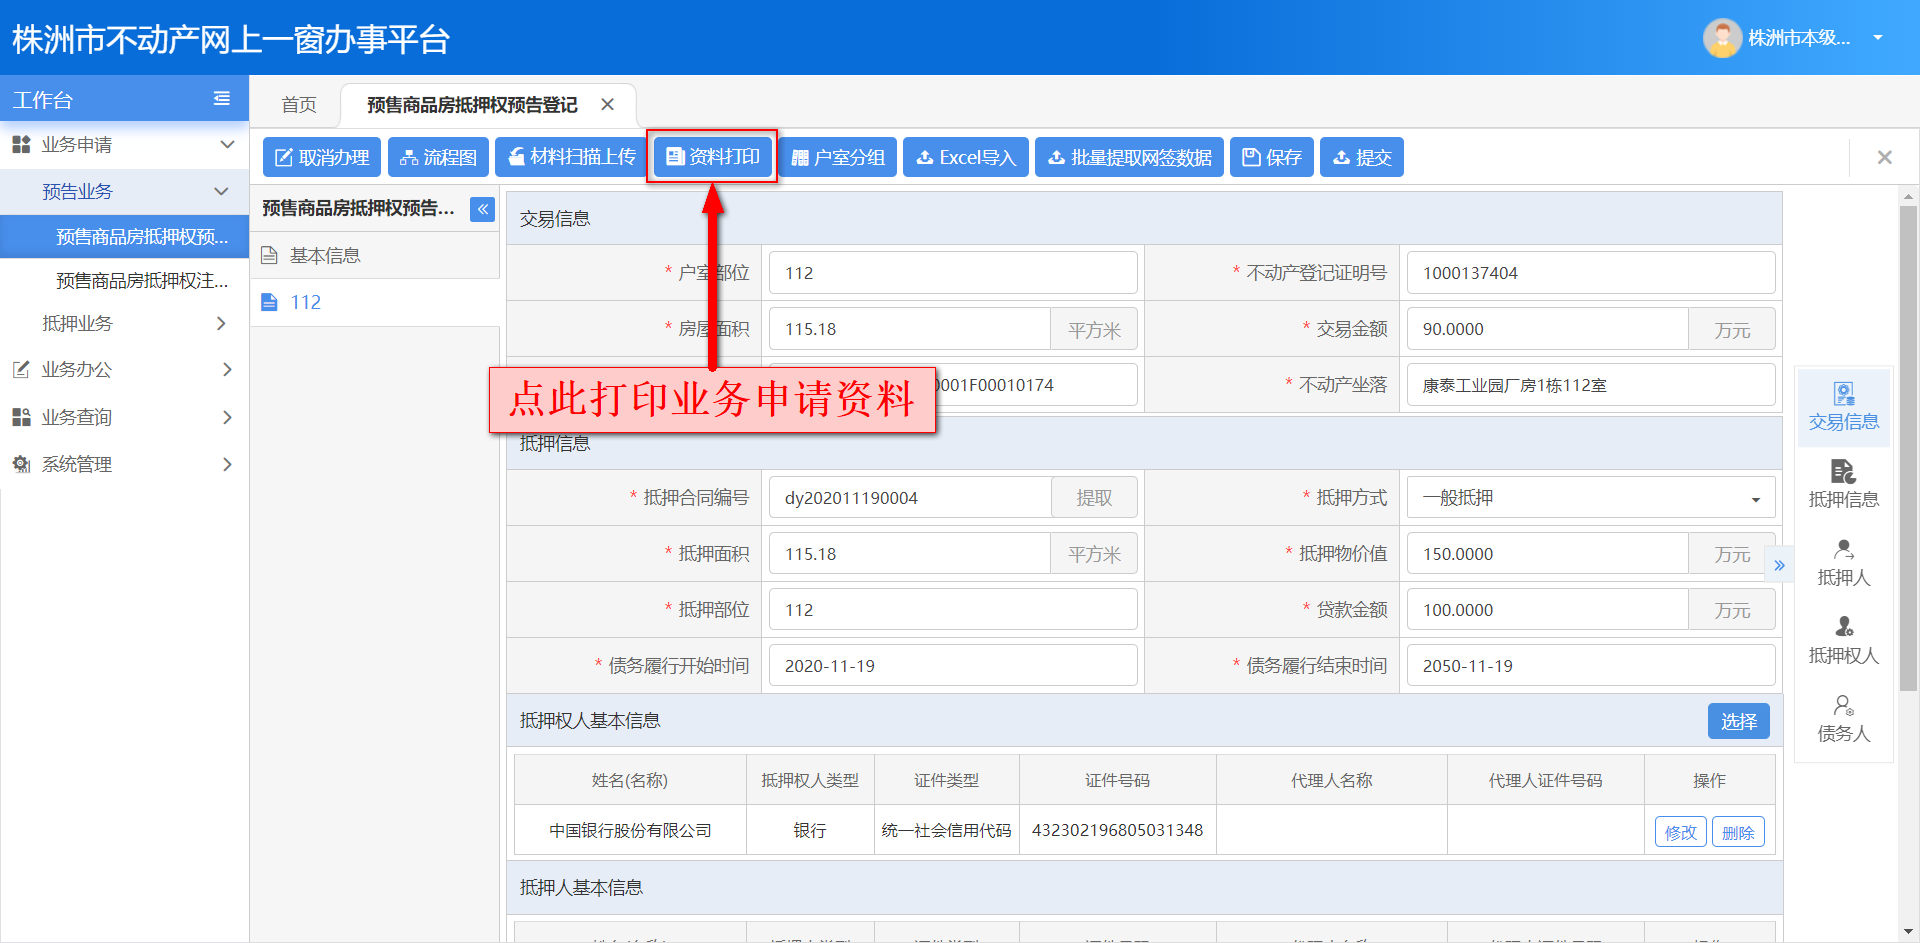 株洲市不动产网上一窗办事平台
株洲市本级...
工作台
首页
预售商品房抵押权预告登记
业务申请
预告业务
预售商品房抵押权预...
预售商品房抵押权注...
抵押业务
业务办公
业务查询
系统管理
取消办理 流程图 材料扫描上传 资料打印 户室分组 Excel导入 批量提取网签数据 保存 提交
预售商品房抵押权预告...
基本信息
112
交易信息
* 户室部位 112 * 不动产登记证明号 1000137404
* 房屋面积 115.18 平方米 * 交易金额 90.0000 万元
0001F00010174 * 不动产坐落 康泰工业园厂房1栋112室
点此打印业务申请资料
抵押信息
* 抵押合同编号 dy202011190004 提取 * 抵押方式 一般抵押
* 抵押面积 115.18 平方米 * 抵押物价值 150.0000 万元
* 抵押部位 112 * 贷款金额 100.0000 万元
* 债务履行开始时间 2020-11-19 * 债务履行结束时间 2050-11-19
抵押权人基本信息 选择
姓名(名称) 抵押权人类型 证件类型 证件号码 代理人名称 代理人证件号码 操作
中国银行股份有限公司 银行 统一社会信用代码 432302196805031348 修改 删除
抵押人基本信息
交易信息
抵押信息
抵押人
抵押权人
债务人